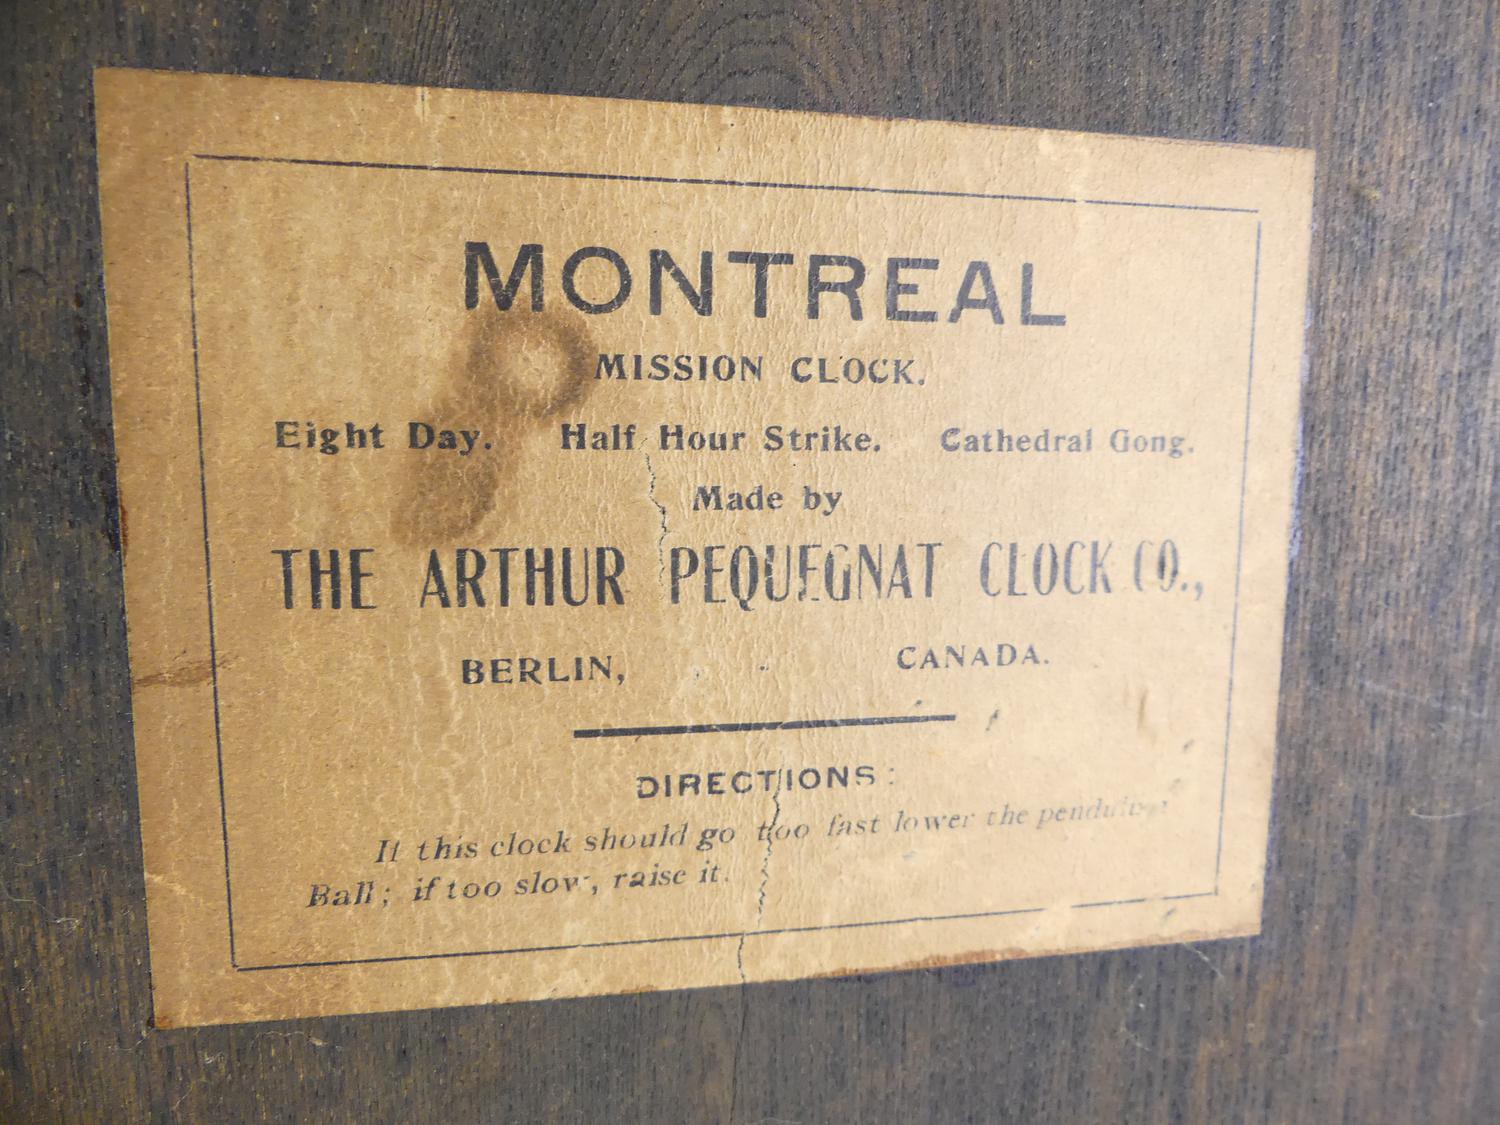 MONTREAL
MISSION CLOCK.
Eight Day. Half Hour Strike. Cathedral Gong.
Made by
THE ARTHUR PEQUEGNAT CLOCK CO.,
BERLIN, CANADA.
DIRECTIONS:
If this clock should go too fast lower the pendulum
Ball; if too slow, raise it.